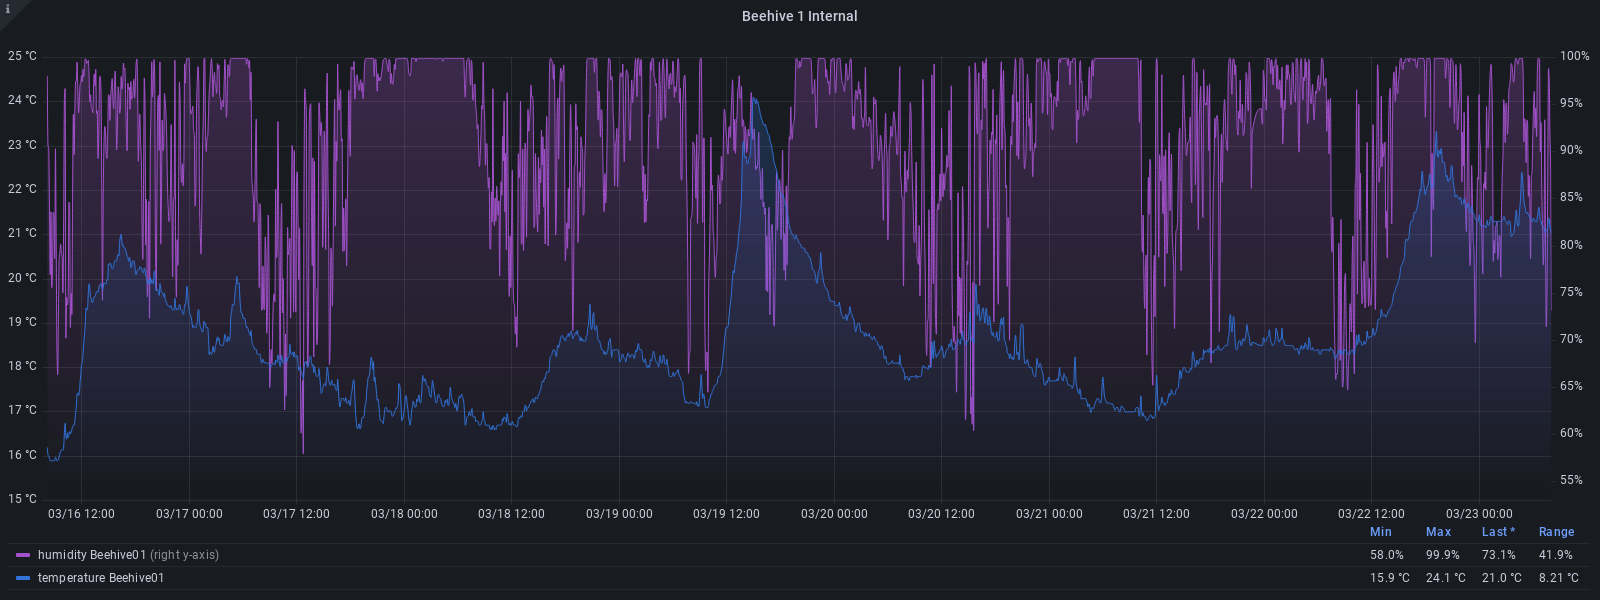 i
Beehive 1 Internal
25 °C 100%
24 °C 95%
23 °C 90%
22 °C 85%
21 °C 80%
20 °C 75%
19 °C 70%
18 °C 65%
17 °C 60%
16 °C 55%
15 °C
03/16 12:00 03/17 00:00 03/17 12:00 03/18 00:00 03/18 12:00 03/19 00:00 03/19 12:00 03/20 00:00 03/20 12:00 03/21 00:00 03/21 12:00 03/22 00:00 03/22 12:00 03/23 00:00
Min Max Last * Range
humidity Beehive01 (right y-axis) 58.0% 99.9% 73.1% 41.9%
temperature Beehive01 15.9 °C 24.1 °C 21.0 °C 8.21 °C